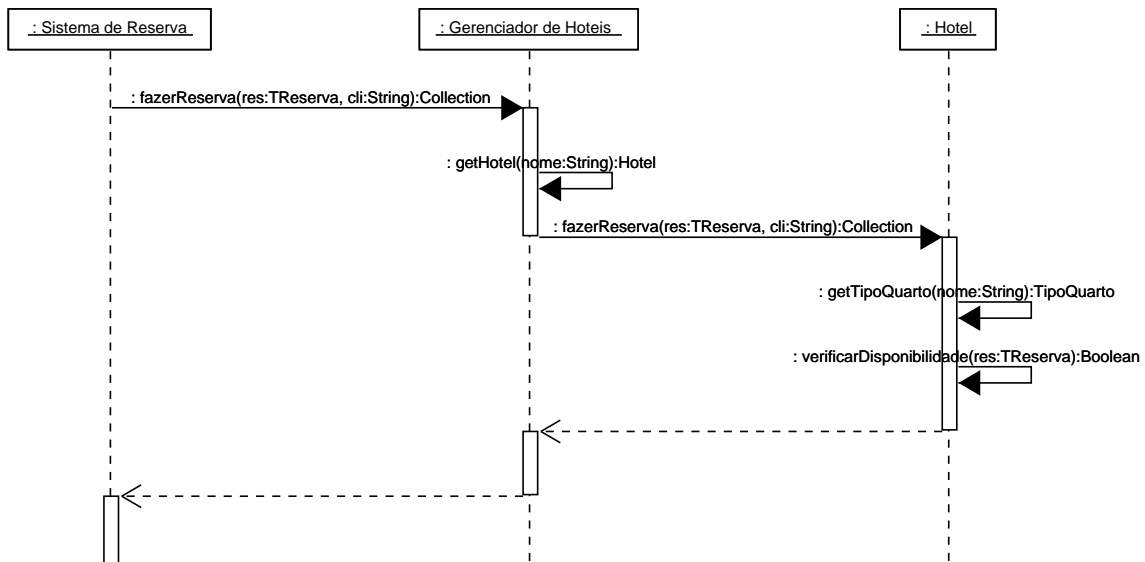 : Sistema de Reserva
: Gerenciador de Hoteis
: Hotel
: fazerReserva(res:TReserva, cli:String):Collection
: getHotel(nome:String):Hotel
: fazerReserva(res:TReserva, cli:String):Collection
: getTipoQuarto(nome:String):TipoQuarto
: verificarDisponibilidade(res:TReserva):Boolean